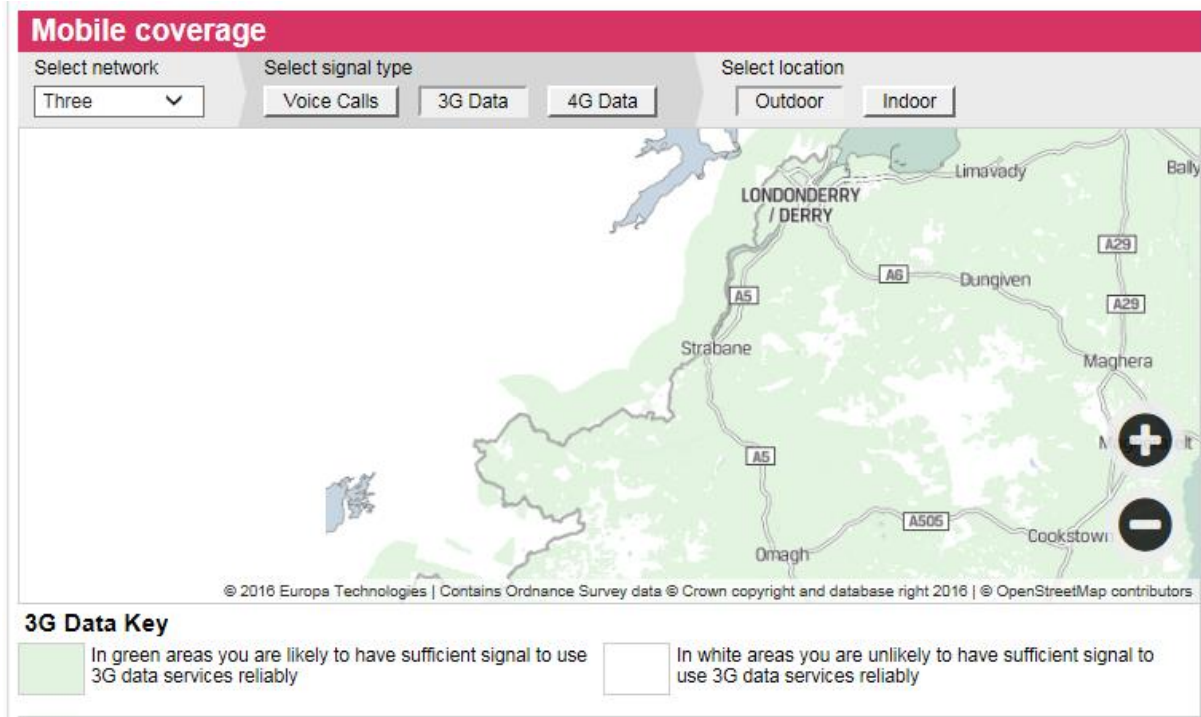 Mobile coverage
Select network
Select signal type
Select location
Three
Voice Calls
3G Data
4G Data
Outdoor
Indoor
Limavady
Bally
LONDONDERRY
/ DERRY
A29
A6
Dungiven
A5
A29
Strabane
Maghera
A5
A505
Cookstown
Omagh
© 2016 Europa Technologies | Contains Ordnance Survey data © Crown copyright and database right 2016 | © OpenStreetMap contributors
3G Data Key
In green areas you are likely to have sufficient signal to use
3G data services reliably
In white areas you are unlikely to have sufficient signal to
use 3G data services reliably